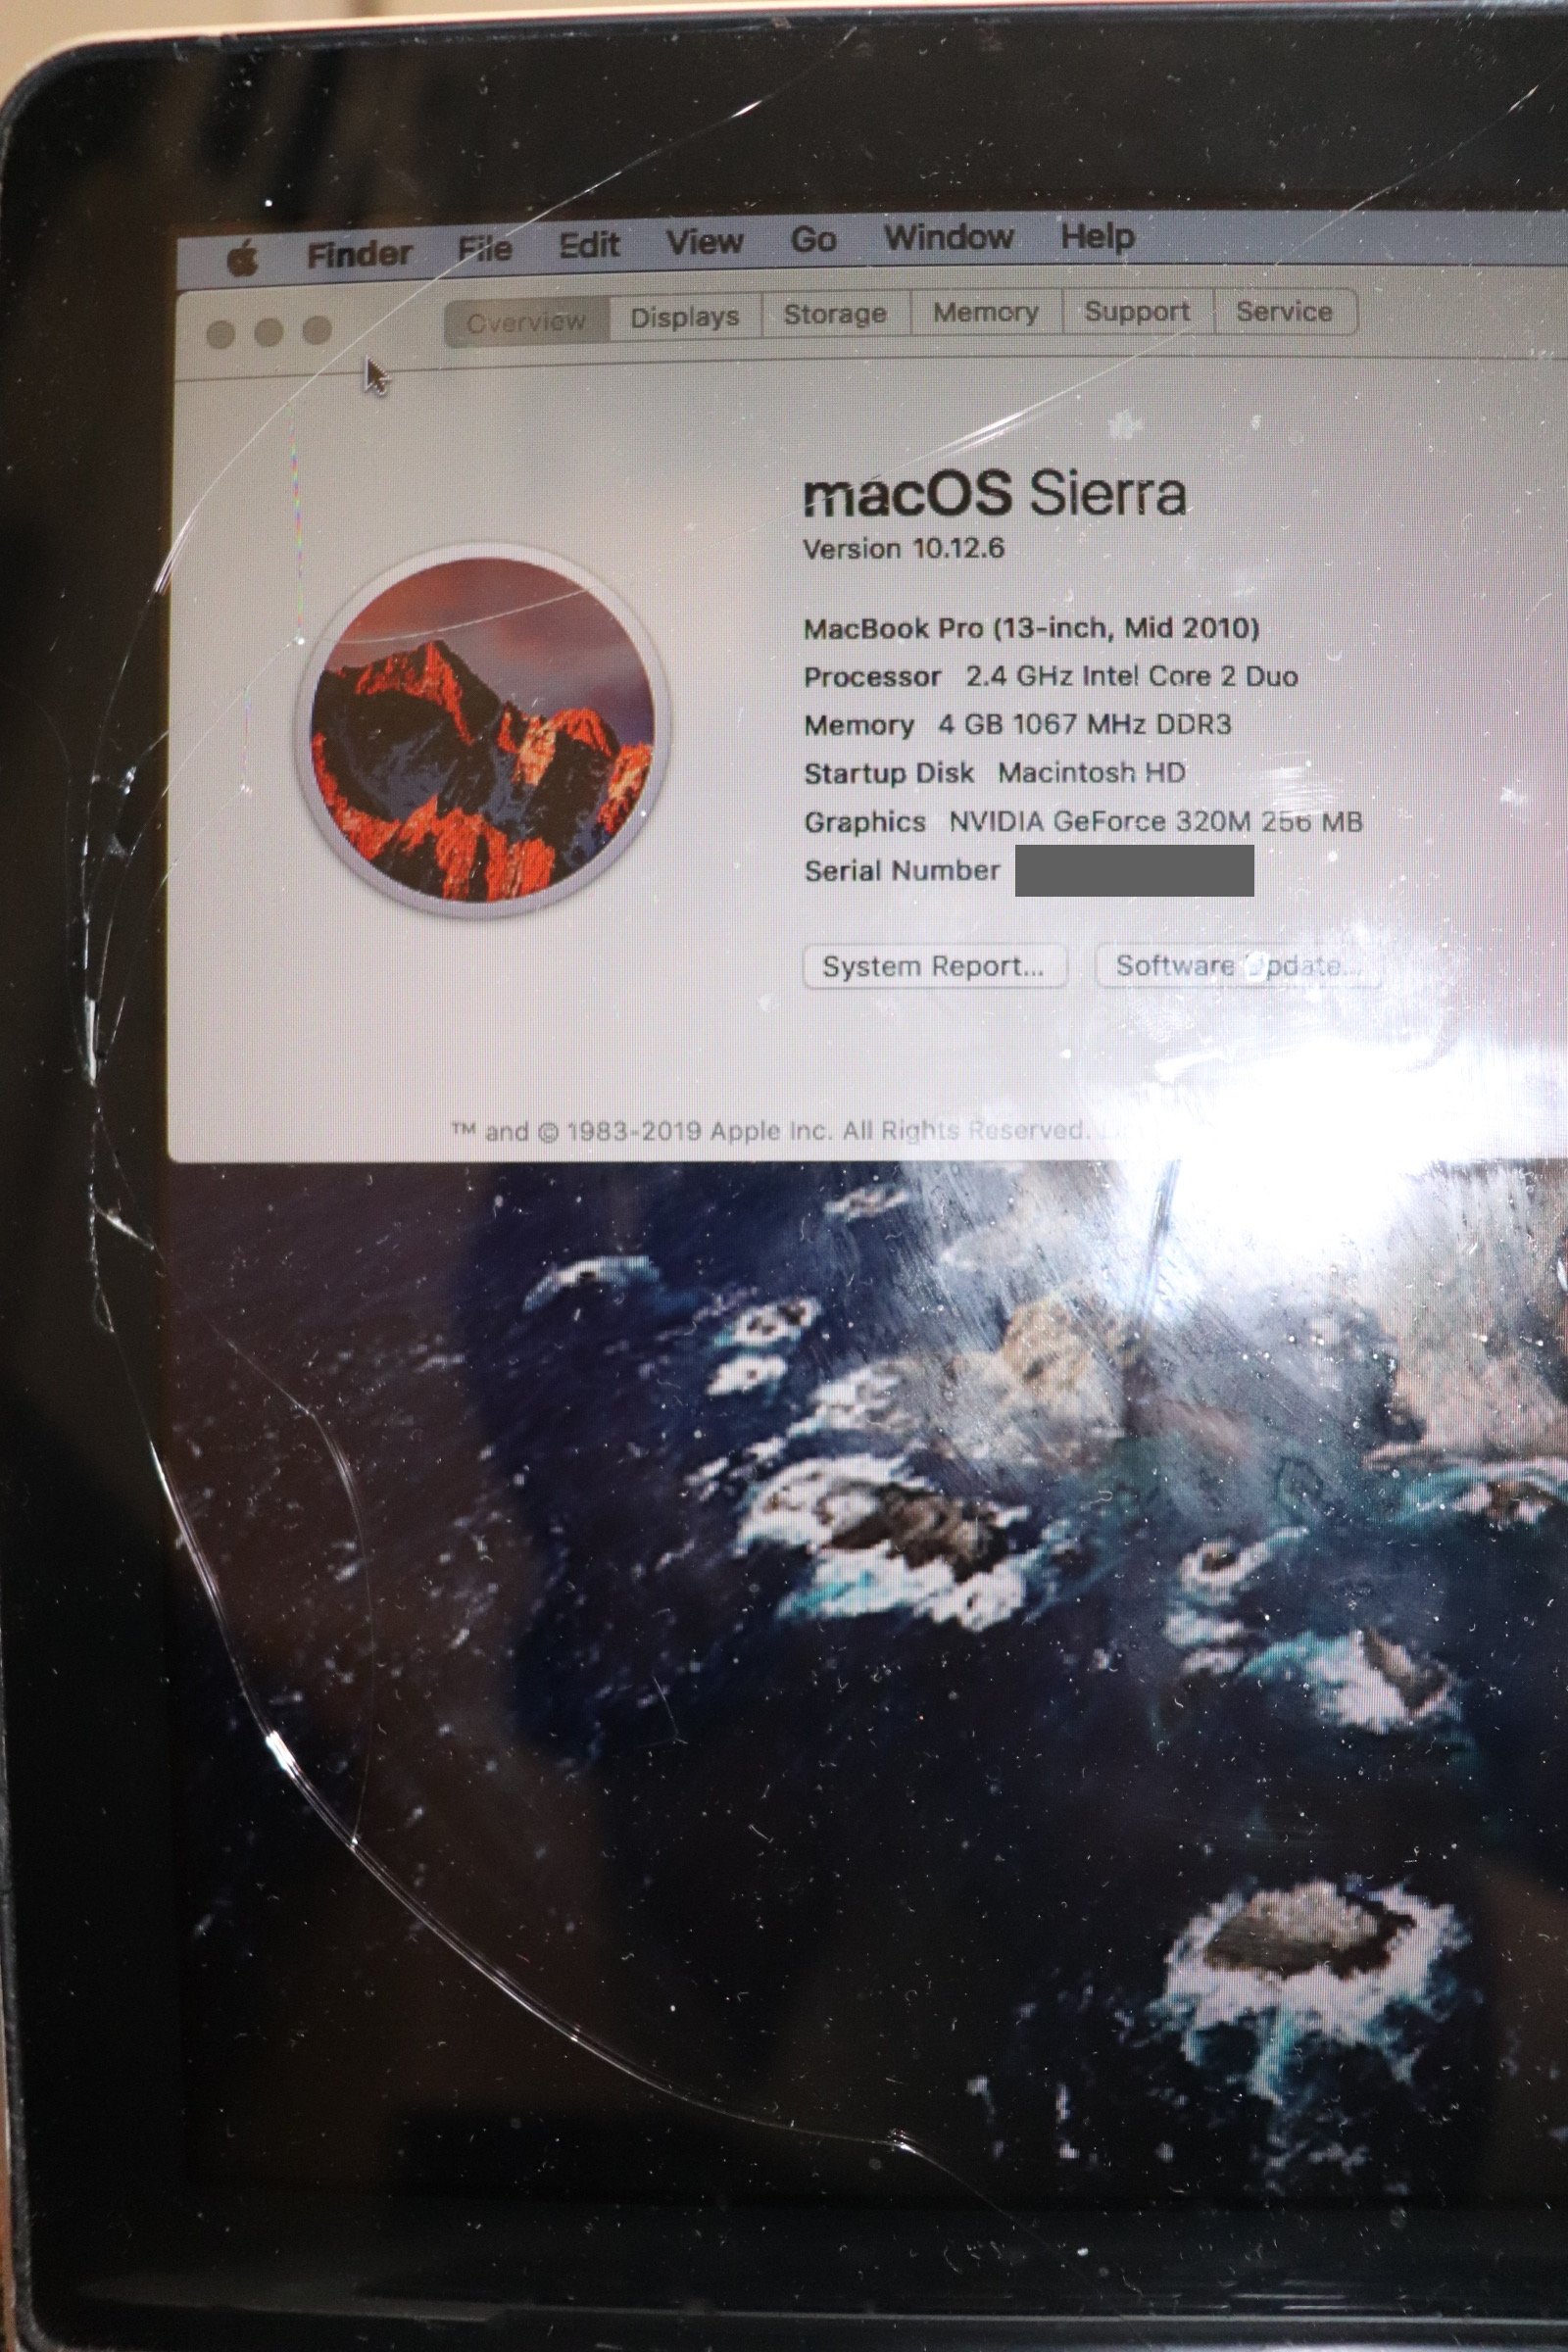 Finder File Edit View Go Window Help
Overview Displays Storage Memory Support Service
macOS Sierra
Version 10.12.6
MacBook Pro (13-inch, Mid 2010)
Processor 2.4 GHz Intel Core 2 Duo
Memory 4 GB 1067 MHz DDR3
Startup Disk Macintosh HD
Graphics NVIDIA GeForce 320M 256 MB
Serial Number
System Report... Software Update...
™ and © 1983-2019 Apple Inc. All Rights Reserved.